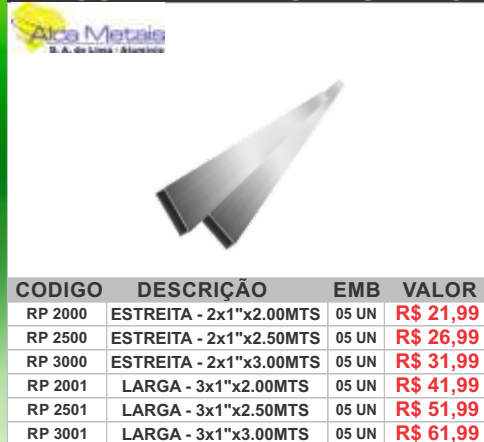 Alca Metais
D. A. de Lima - Aluminio
CODIGO DESCRIÇÃO EMB VALOR
RP 2000 ESTREITA - 2x1"x2.00MTS 05 UN R$ 21,99
RP 2500 ESTREITA - 2x1"x2.50MTS 05 UN R$ 26,99
RP 3000 ESTREITA - 2x1"x3.00MTS 05 UN R$ 31,99
RP 2001 LARGA - 3x1"x2.00MTS 05 UN R$ 41,99
RP 2501 LARGA - 3x1"x2.50MTS 05 UN R$ 51,99
RP 3001 LARGA - 3x1"x3.00MTS 05 UN R$ 61,99